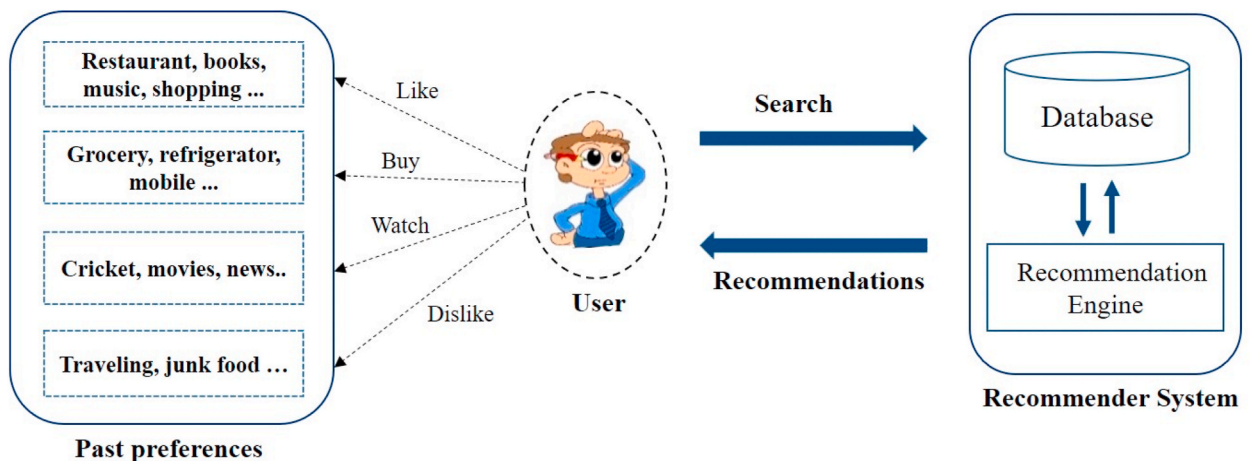 Restaurant, books,
music, shopping ...
Grocery, refrigerator,
mobile ...
Cricket, movies, news..
Traveling, junk food …
Past preferences
Like
Buy
Watch
Dislike
User
Search
Recommendations
Database
Recommendation
Engine
Recommender System